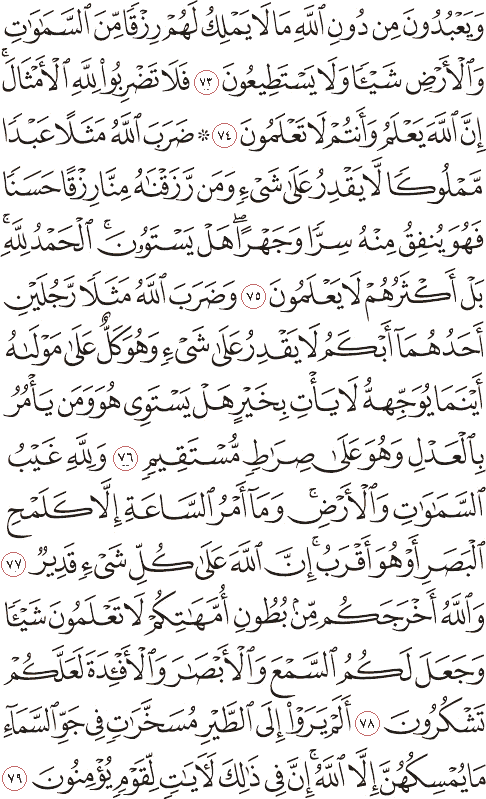 وَيَعْبُدُونَ مِن دُونِ ٱللَّهِ مَا لَا يَمْلِكُ لَهُمْ رِزْقًا مِّنَ ٱلسَّمَٰوَٰتِ
وَٱلْأَرْضِ شَيْـًٔا وَلَا يَسْتَطِيعُونَ ٧٣ فَلَا تَضْرِبُوا۟ لِلَّهِ ٱلْأَمْثَالَ ۚ
إِنَّ ٱللَّهَ يَعْلَمُ وَأَنتُمْ لَا تَعْلَمُونَ ٧٤ ۞ ضَرَبَ ٱللَّهُ مَثَلًا عَبْدًا
مَّمْلُوكًا لَّا يَقْدِرُ عَلَىٰ شَىْءٍ وَمَن رَّزَقْنَٰهُ مِنَّا رِزْقًا حَسَنًا
فَهُوَ يُنفِقُ مِنْهُ سِرًّا وَجَهْرًا ۖ هَلْ يَسْتَوُۥنَ ۚ ٱلْحَمْدُ لِلَّهِ ۚ
بَلْ أَكْثَرُهُمْ لَا يَعْلَمُونَ ٧٥ وَضَرَبَ ٱللَّهُ مَثَلًا رَّجُلَيْنِ
أَحَدُهُمَآ أَبْكَمُ لَا يَقْدِرُ عَلَىٰ شَىْءٍ وَهُوَ كَلٌّ عَلَىٰ مَوْلَىٰهُ
أَيْنَمَا يُوَجِّههُّ لَا يَأْتِ بِخَيْرٍ هَلْ يَسْتَوِى هُوَ وَمَن يَأْمُرُ
بِٱلْعَدْلِ وَهُوَ عَلَىٰ صِرَٰطٍ مُّسْتَقِيمٍ ٧٦ وَلِلَّهِ غَيْبُ
ٱلسَّمَٰوَٰتِ وَٱلْأَرْضِ ۚ وَمَآ أَمْرُ ٱلسَّاعَةِ إِلَّا كَلَمْحِ
ٱلْبَصَرِ أَوْ هُوَ أَقْرَبُ ۚ إِنَّ ٱللَّهَ عَلَىٰ كُلِّ شَىْءٍ قَدِيرٌ ٧٧
وَٱللَّهُ أَخْرَجَكُم مِّنۢ بُطُونِ أُمَّهَٰتِكُمْ لَا تَعْلَمُونَ شَيْـًٔا
وَجَعَلَ لَكُمُ ٱلسَّمْعَ وَٱلْأَبْصَٰرَ وَٱلْأَفْـِٔدَةَ لَعَلَّكُمْ
تَشْكُرُونَ ٧٨ أَلَمْ يَرَوْا۟ إِلَى ٱلطَّيْرِ مُسَخَّرَٰتٍ فِى جَوِّ ٱلسَّمَآءِ
مَا يُمْسِكُهُنَّ إِلَّا ٱللَّهُ ۗ إِنَّ فِى ذَٰلِكَ لَءَايَٰتٍ لِّقَوْمٍ يُؤْمِنُونَ ٧٩